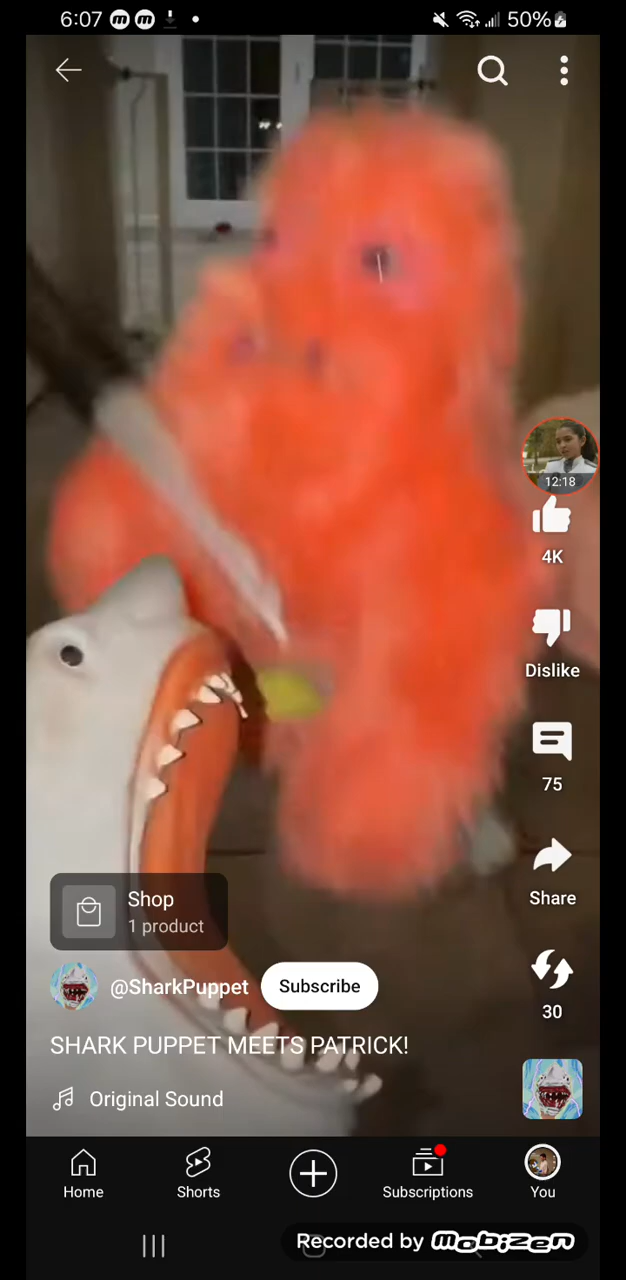 6:07
50%
12:18
4K
Dislike
75
Share
30
Shop
1 product
@SharkPuppet
Subscribe
SHARK PUPPET MEETS PATRICK!
Original Sound
Home
Shorts
Subscriptions
You
Recorded by mobizen